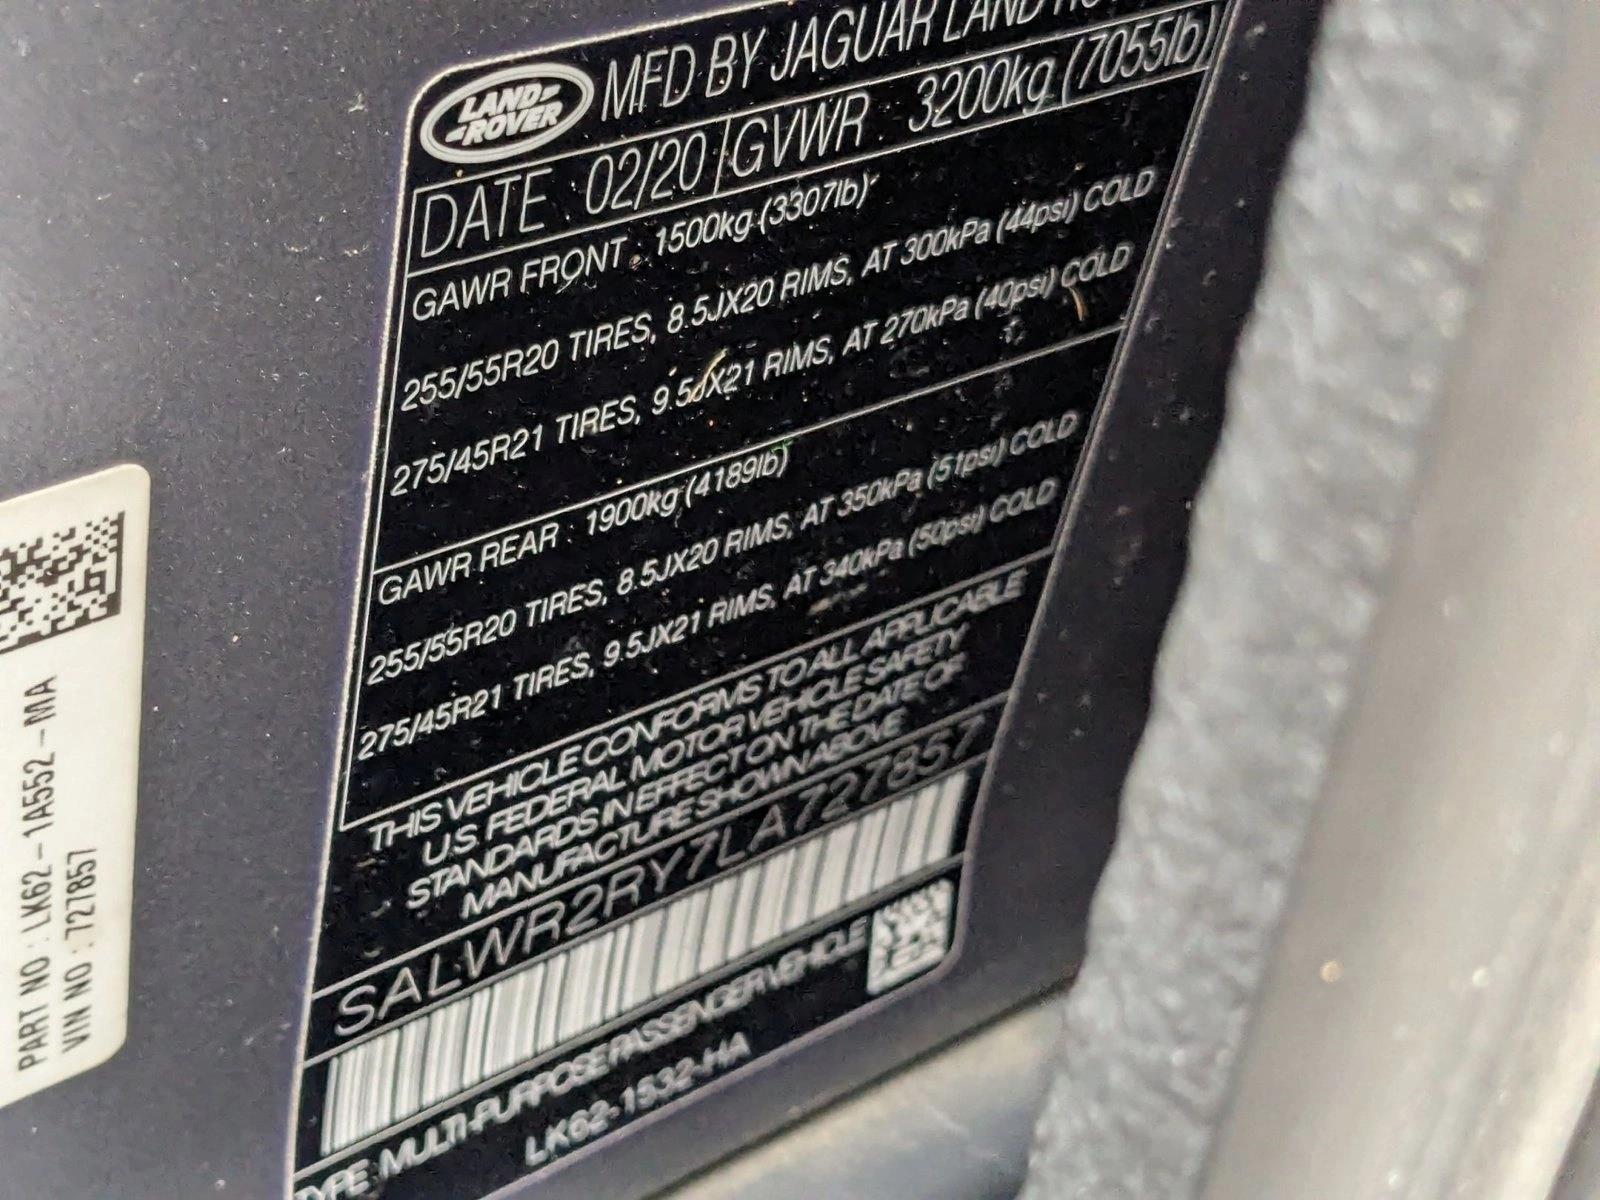 LAND-
-ROVER
MFD BY JAGUAR LAND
DATE 02/20 GVWR 3200kg (7055lb)
GAWR FRONT : 1500kg (3307lb)
255/55R20 TIRES, 8.5JX20 RIMS, AT 300kPa (44psi) COLD
275/45R21 TIRES, 9.5JX21 RIMS, AT 270kPa (40psi) COLD
GAWR REAR : 1900kg (4189lb)
255/55R20 TIRES, 8.5JX20 RIMS, AT 350kPa (51psi) COLD
275/45R21 TIRES, 9.5JX21 RIMS, AT 340kPa (50psi) COLD
THIS VEHICLE CONFORMS TO ALL APPLICABLE
U.S. FEDERAL MOTOR VEHICLE SAFETY
STANDARDS IN EFFECT ON THE DATE OF
MANUFACTURE SHOWN ABOVE
SALWR2RY7LA727857
TYPE : MULTI-PURPOSE PASSENGER VEHICLE
LK62-1532-HA
PART NO : LK62-1A552-MA
VIN NO : 727857